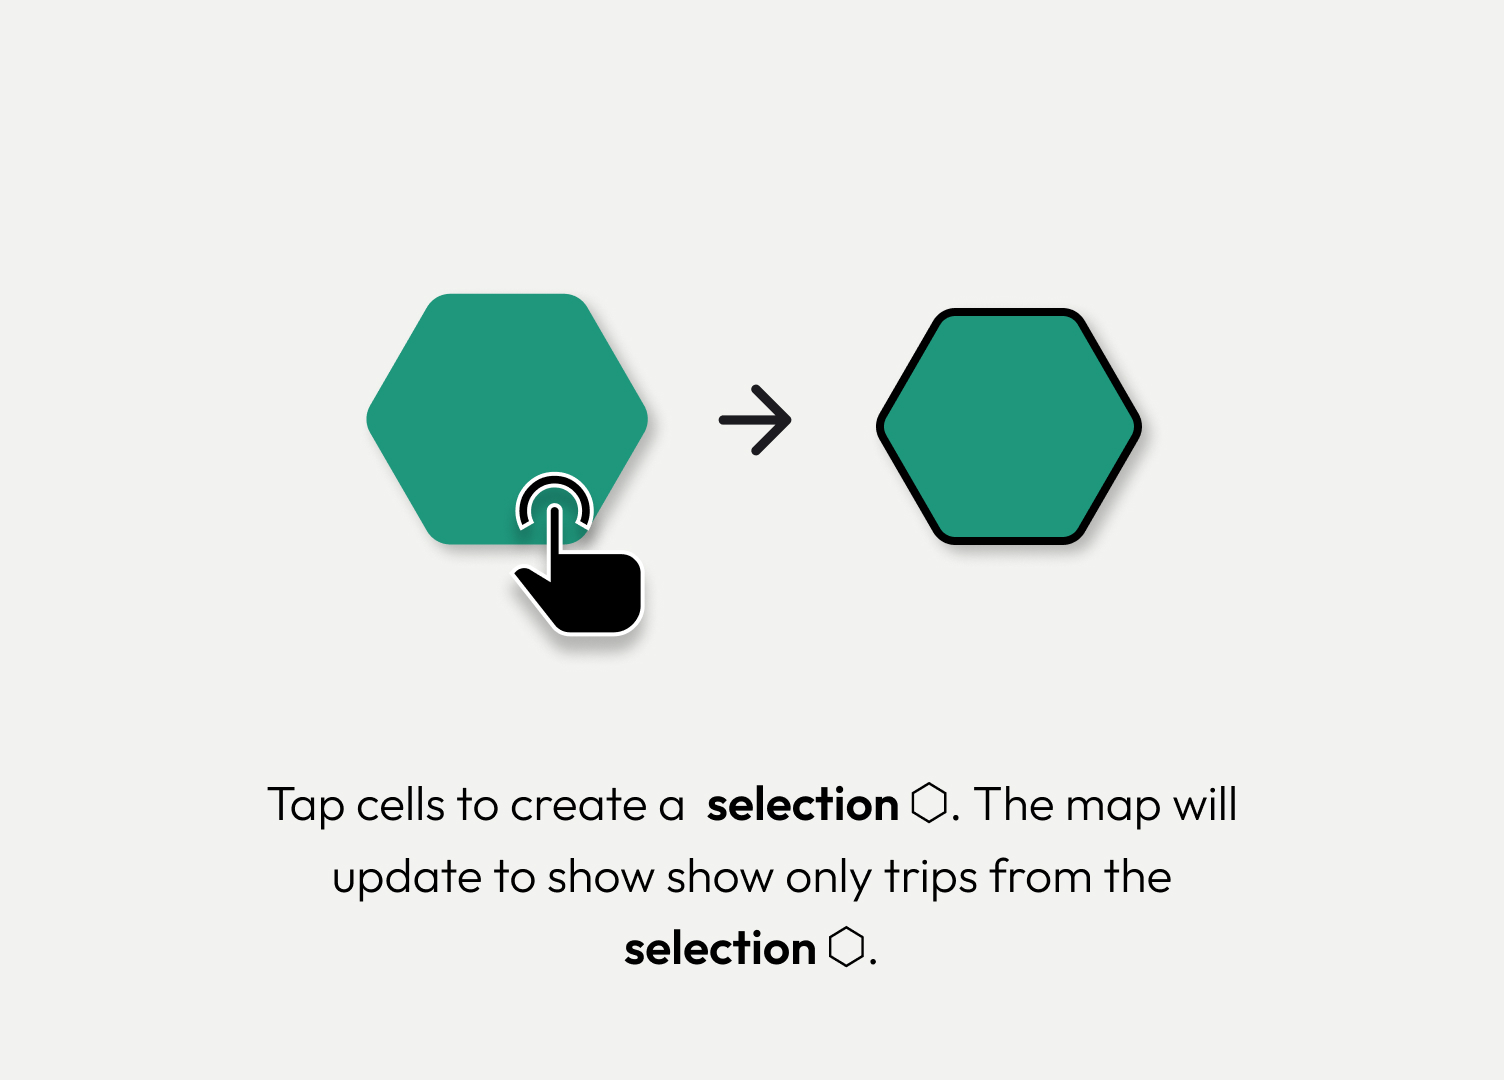 Tap cells to create a  selection ⬡. The map will
update to show show only trips from the
selection ⬡.